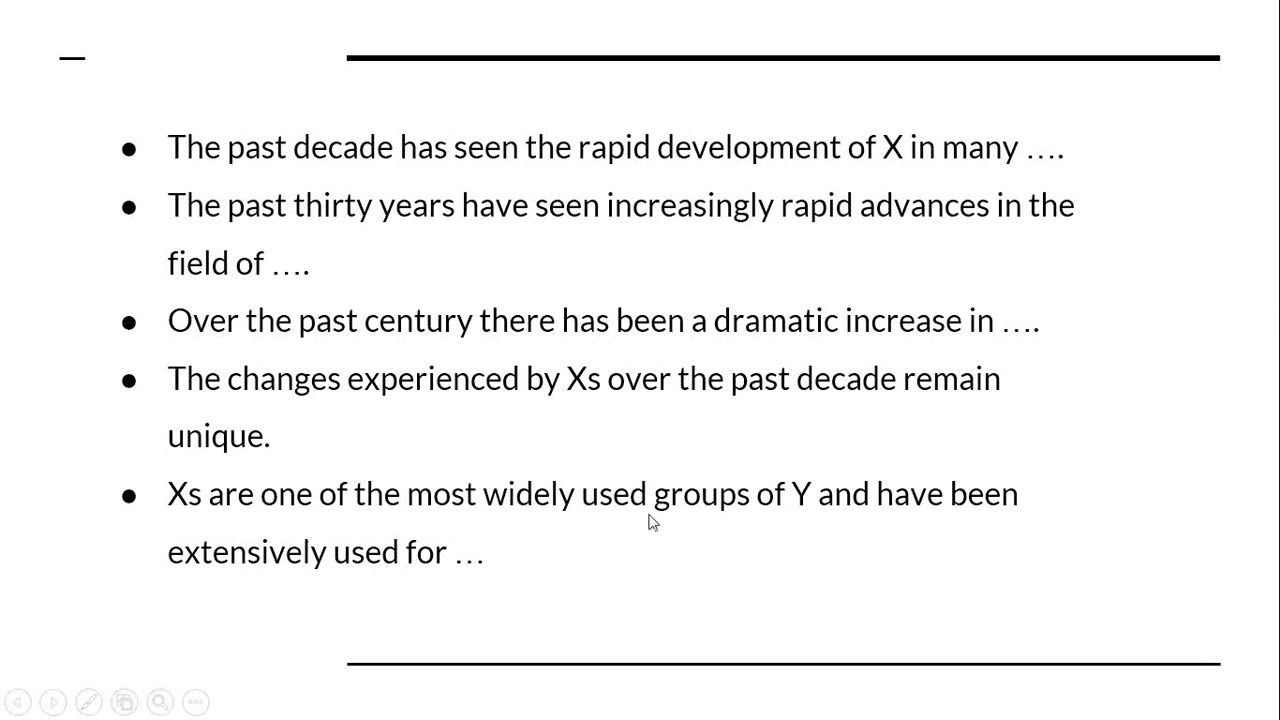 ● The past decade has seen the rapid development of X in many ….
● The past thirty years have seen increasingly rapid advances in the
field of ….
● Over the past century there has been a dramatic increase in ….
● The changes experienced by Xs over the past decade remain
unique.
● Xs are one of the most widely used groups of Y and have been
extensively used for …